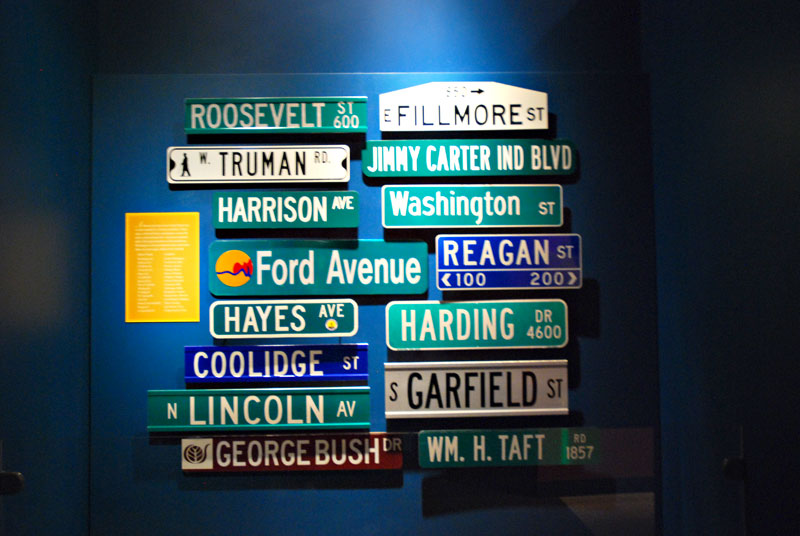 ROOSEVELT ST 600
E FILLMORE ST
W. TRUMAN RD.
JIMMY CARTER IND BLVD
HARRISON AVE
Washington ST
Ford Avenue
REAGAN ST
100 200
HAYES AVE
HARDING DR 4600
COOLIDGE ST
S GARFIELD ST
N LINCOLN AV
GEORGE BUSH DR
WM. H. TAFT RD 1857